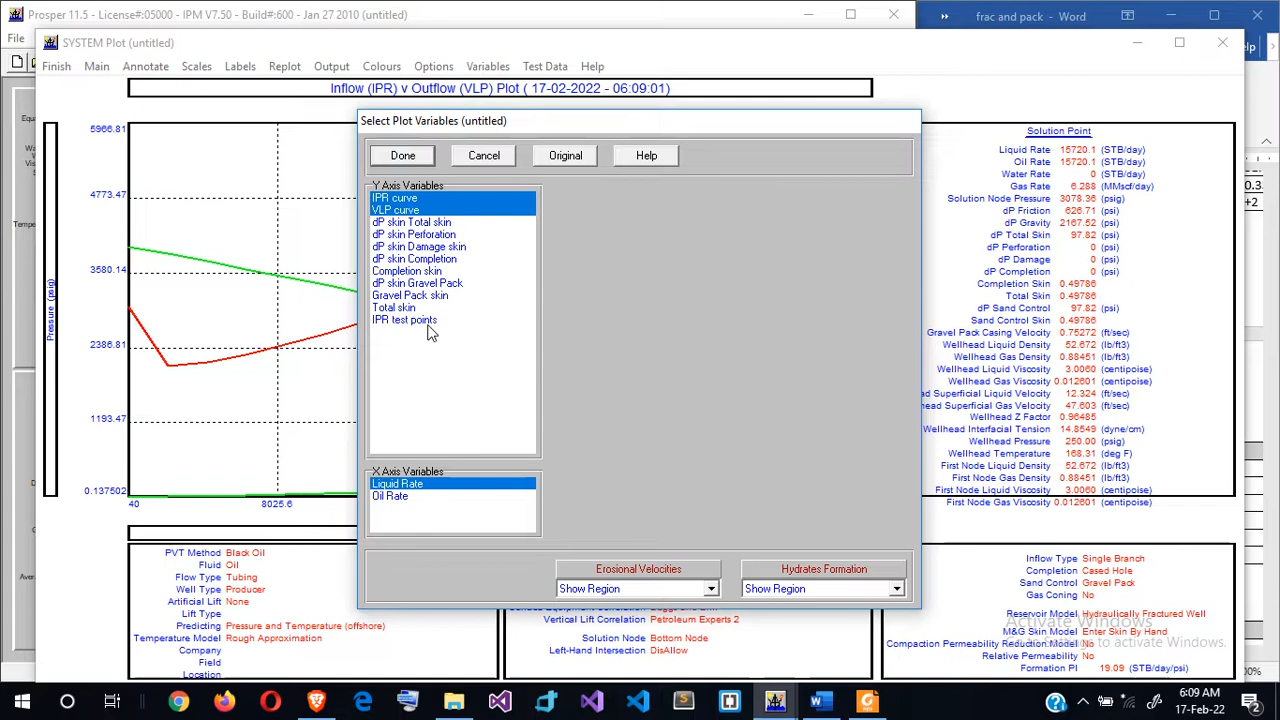 Prosper 11.5 - License#:05000 - IPM V7.50 - Build#:600 - Jan 27 2010 (untitled)
frac and pack - Word
File
SYSTEM Plot (untitled)
Finish Main Annotate Scales Labels Replot Output Colours Options Variables Test Data Help
Inflow (IPR) v Outflow (VLP) Plot ( 17-02-2022 - 06:09:01)
Pressure (psig)
5966.81
4773.47
3580.14
2386.81
1193.47
0.137502
40 8025.6
Select Plot Variables (untitled)
Done Cancel Original Help
Y Axis Variables
IPR curve
VLP curve
dP skin Total skin
dP skin Perforation
dP skin Damage skin
dP skin Completion
Completion skin
dP skin Gravel Pack
Gravel Pack skin
Total skin
IPR test points
X Axis Variables
Liquid Rate
Oil Rate
Erosional Velocities Hydrates Formation
Show Region Show Region
Solution Point
Liquid Rate 15720.1 (STB/day)
Oil Rate 15720.1 (STB/day)
Water Rate 0 (STB/day)
Gas Rate 6.288 (MMscf/day)
Solution Node Pressure 3078.36 (psig)
dP Friction 626.71 (psi)
dP Gravity 2167.52 (psi)
dP Total Skin 97.82 (psi)
dP Perforation 0 (psi)
dP Damage 0 (psi)
dP Completion 0 (psi)
Completion Skin 0.49786
Total Skin 0.49786
dP Sand Control 97.82 (psi)
Sand Control Skin 0.49786
Gravel Pack Casing Velocity 0.75272 (ft/sec)
Wellhead Liquid Density 52.672 (lb/ft3)
Wellhead Gas Density 0.88451 (lb/ft3)
Wellhead Liquid Viscosity 3.0060 (centipoise)
Wellhead Gas Viscosity 0.012601 (centipoise)
ead Superficial Liquid Velocity 12.324 (ft/sec)
head Superficial Gas Velocity 47.603 (ft/sec)
Wellhead Z Factor 0.96485
Wellhead Interfacial Tension 14.8549 (dyne/cm)
Wellhead Pressure 250.00 (psig)
Wellhead Temperature 168.31 (deg F)
First Node Liquid Density 52.672 (lb/ft3)
First Node Gas Density 0.88451 (lb/ft3)
First Node Liquid Viscosity 3.0060 (centipoise)
First Node Gas Viscosity 0.012601 (centipoise)
PVT Method Black Oil
Fluid Oil
Flow Type Tubing
Well Type Producer
Artificial Lift None
Lift Type
Predicting Pressure and Temperature (offshore)
Temperature Model Rough Approximation
Company
Field
Location
Vertical Lift Correlation Petroleum Experts 2
Solution Node Bottom Node
Left-Hand Intersection DisAllow
Inflow Type Single Branch
Completion Cased Hole
Sand Control Gravel Pack
Gas Coning No
Reservoir Model Hydraulically Fractured Well
M&G Skin Model Enter Skin By Hand
Compaction Permeability Reduction Model No
Relative Permeability No
Formation PI 19.09 (STB/day/psi)
Activate Windows
6:09 AM
17-Feb-22